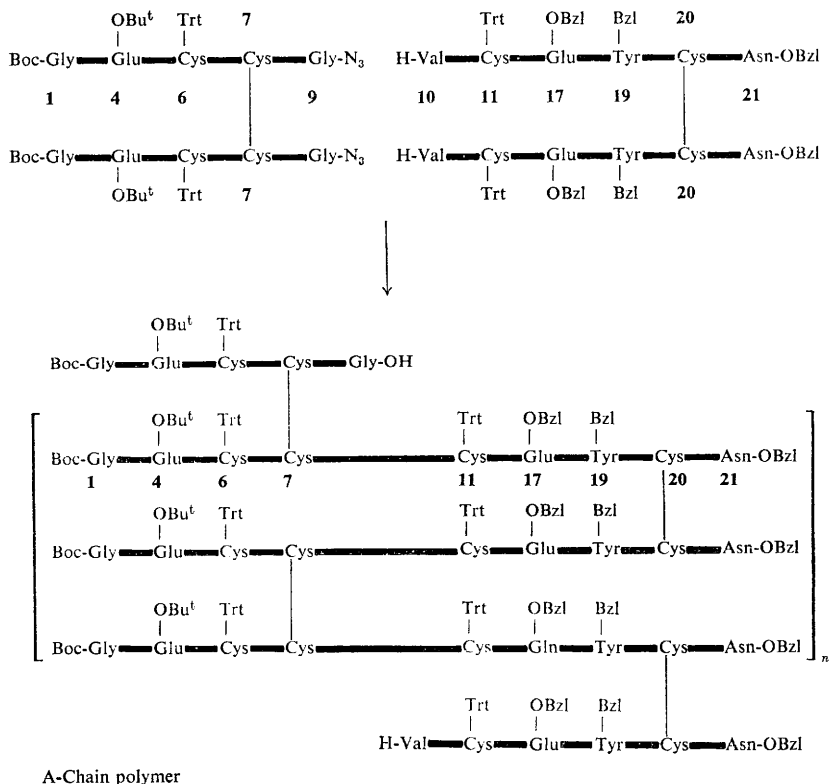 OBuᵗ Trt 7 Trt OBzl Bzl 20
Boc-Gly Glu Cys Cys Gly-N₃ H-Val Cys Glu Tyr Cys Asn-OBzl
1 4 6 9 10 11 17 19 21
Boc-Gly Glu Cys Cys Gly-N₃ H-Val Cys Glu Tyr Cys Asn-OBzl
OBuᵗ Trt 7 Trt OBzl Bzl 20
OBuᵗ Trt
Boc-Gly Glu Cys Cys Gly-OH
OBuᵗ Trt Trt OBzl Bzl
Boc-Gly Glu Cys Cys Cys Glu Tyr Cys Asn-OBzl
1 4 6 7 11 17 19 20 21
OBuᵗ Trt Trt OBzl Bzl
Boc-Gly Glu Cys Cys Cys Glu Tyr Cys Asn-OBzl
OBuᵗ Trt Trt OBzl Bzl
Boc-Gly Glu Cys Cys Cys Gln Tyr Cys Asn-OBzl
n
Trt OBzl Bzl
H-Val Cys Glu Tyr Cys Asn-OBzl
A-Chain polymer